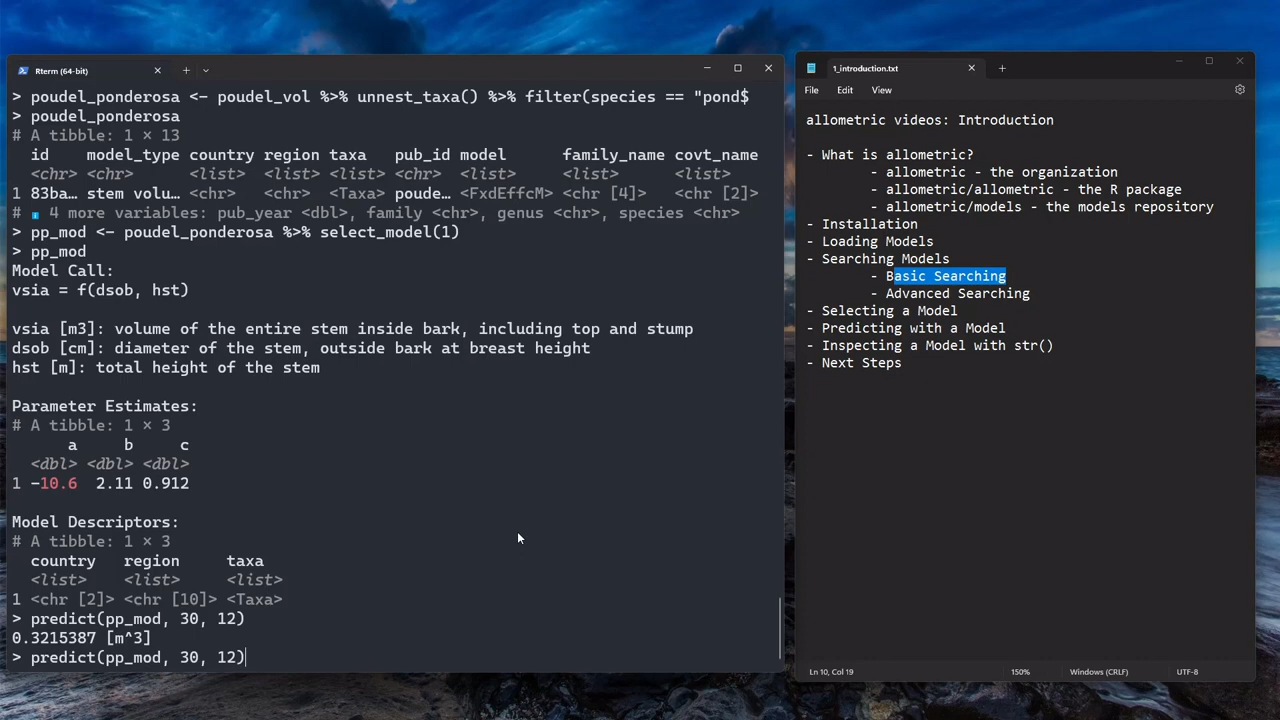 Rterm (64-bit)
> poudel_ponderosa <- poudel_vol %>% unnest_taxa() %>% filter(species == "pond$
> poudel_ponderosa
# A tibble: 1 × 13
id model_type country region taxa pub_id model family_name covt_name
<chr> <chr> <list> <list> <list> <chr> <list> <list> <list>
1 83ba… stem volu… <chr> <chr> <Taxa> poude… <FxdEffcM> <chr [4]> <chr [2]>
# ℹ 4 more variables: pub_year <dbl>, family <chr>, genus <chr>, species <chr>
> pp_mod <- poudel_ponderosa %>% select_model(1)
> pp_mod
Model Call:
vsia = f(dsob, hst)
vsia [m3]: volume of the entire stem inside bark, including top and stump
dsob [cm]: diameter of the stem, outside bark at breast height
hst [m]: total height of the stem
Parameter Estimates:
# A tibble: 1 × 3
a b c
<dbl> <dbl> <dbl>
1 -10.6 2.11 0.912
Model Descriptors:
# A tibble: 1 × 3
country region taxa
<list> <list> <list>
1 <chr [2]> <chr [10]> <Taxa>
> predict(pp_mod, 30, 12)
0.3215387 [m^3]
> predict(pp_mod, 30, 12)
1_introduction.txt
File Edit View
allometric videos: Introduction
- What is allometric?
- allometric - the organization
- allometric/allometric - the R package
- allometric/models - the models repository
- Installation
- Loading Models
- Searching Models
- Basic Searching
- Advanced Searching
- Selecting a Model
- Predicting with a Model
- Inspecting a Model with str()
- Next Steps
Ln 10, Col 19 150% Windows (CRLF) UTF-8